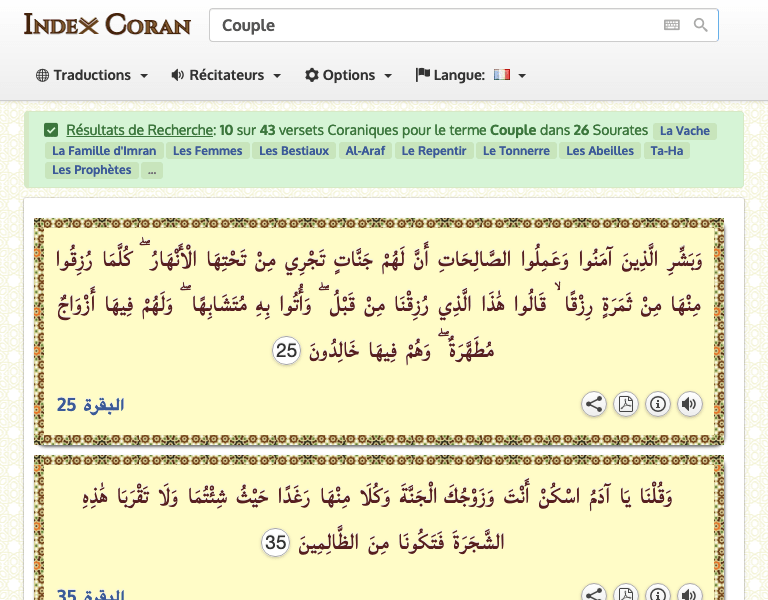 INDEX CORAN
Couple
Traductions Récitateurs Options Langue:
Résultats de Recherche: 10 sur 43 versets Coraniques pour le terme Couple dans 26 Sourates La Vache
La Famille d'Imran Les Femmes Les Bestiaux Al-Araf Le Repentir Le Tonnerre Les Abeilles Ta-Ha
Les Prophètes ...
وَبَشِّرِ الَّذِينَ آمَنُوا وَعَمِلُوا الصَّالِحَاتِ أَنَّ لَهُمْ جَنَّاتٍ تَجْرِي مِنْ تَحْتِهَا الْأَنْهَارُ ۖ كُلَّمَا رُزِقُوا
مِنْهَا مِنْ ثَمَرَةٍ رِزْقًا ۙ قَالُوا هَٰذَا الَّذِي رُزِقْنَا مِنْ قَبْلُ ۖ وَأُتُوا بِهِ مُتَشَابِهًا ۖ وَلَهُمْ فِيهَا أَزْوَاجٌ
مُطَهَّرَةٌ ۖ وَهُمْ فِيهَا خَالِدُونَ 25
البقرة 25
وَقُلْنَا يَا آدَمُ اسْكُنْ أَنْتَ وَزَوْجُكَ الْجَنَّةَ وَكُلَا مِنْهَا رَغَدًا حَيْثُ شِئْتُمَا وَلَا تَقْرَبَا هَٰذِهِ
الشَّجَرَةَ فَتَكُونَا مِنَ الظَّالِمِينَ 35
البقرة 35